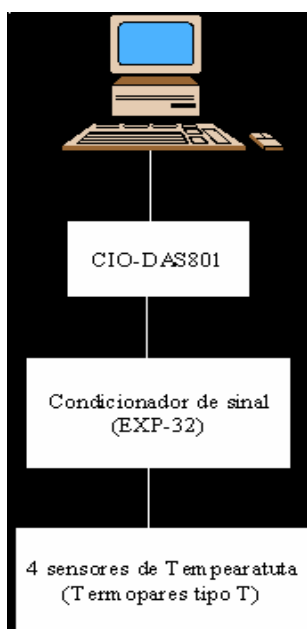 CIO-DAS801
Condicionador de sinal
(EXP-32)
4 sensores de Tempearatuta
(Termopares tipo T)